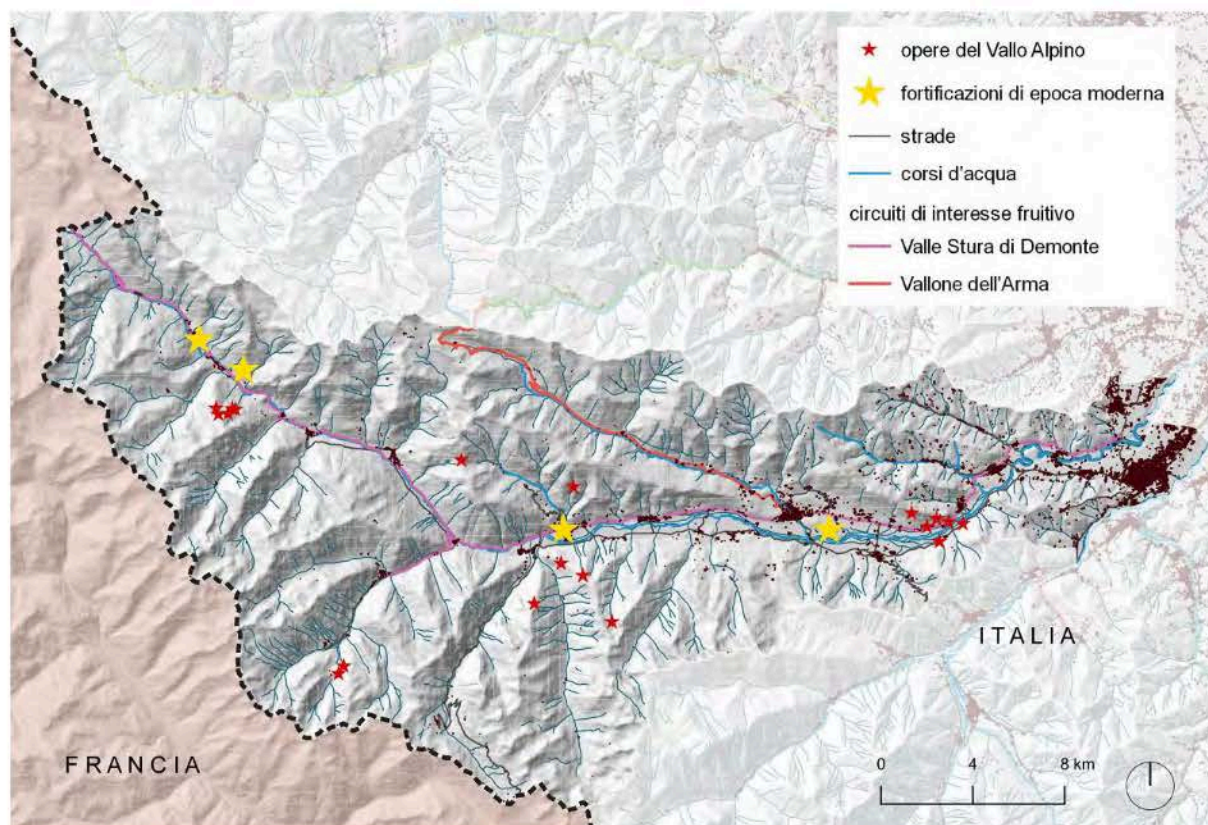 opere del Vallo Alpino
fortificazioni di epoca moderna
strade
corsi d'acqua
circuiti di interesse fruitivo
Valle Stura di Demonte
Vallone dell'Arma
ITALIA
FRANCIA
0 4 8 km